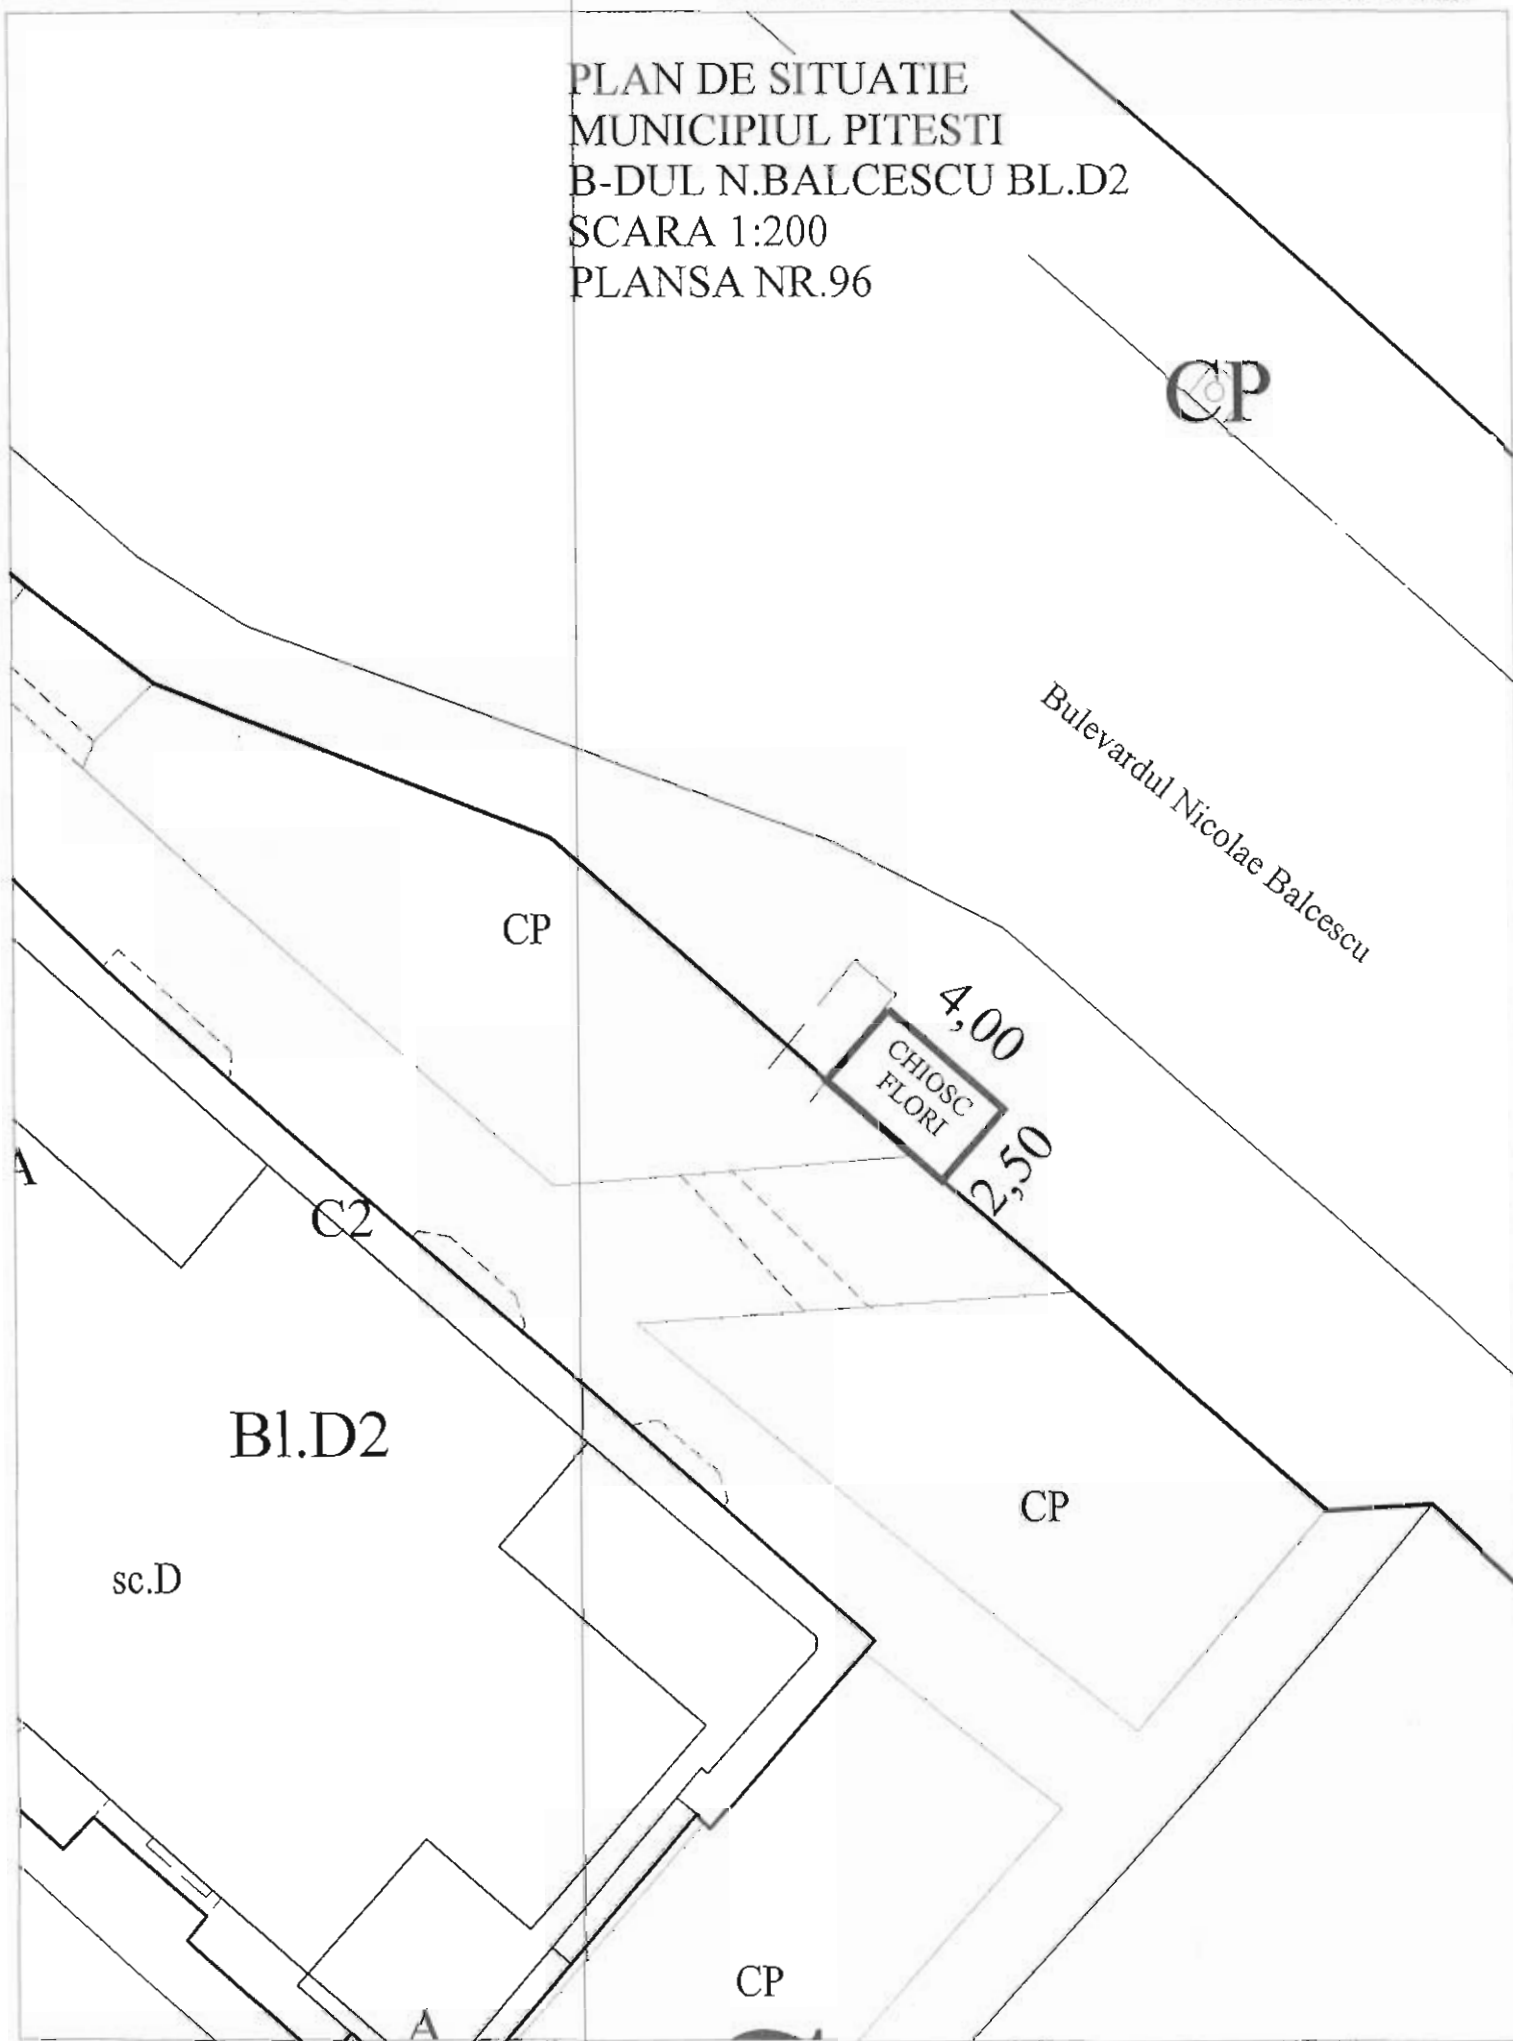 PLAN DE SITUATIE
MUNICIPIUL PITESTI
B-DUL N.BALCESCU BL.D2
SCARA 1:200
PLANSA NR.96
CP
Bulevardul Nicolae Balcescu
CP
4,00
CHIOSC
FLORI
2,50
A
C2
Bl.D2
CP
sc.D
CP
A